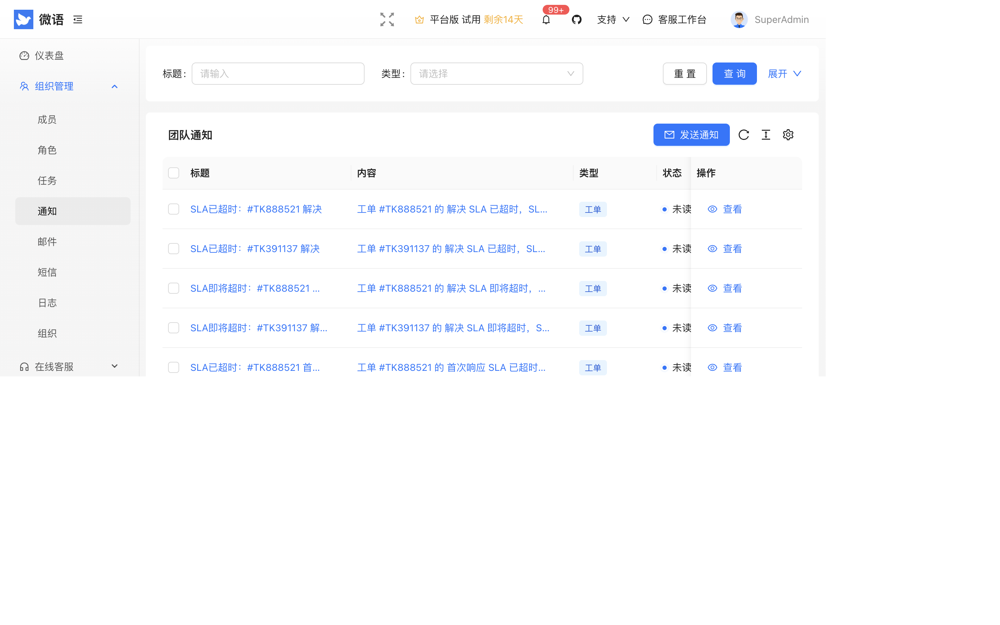 微语
平台版 试用 剩余14天
99+
支持
客服工作台
SuperAdmin
仪表盘
组织管理
成员
角色
任务
通知
邮件
短信
日志
组织
在线客服
标题: 请输入
类型: 请选择
重 置
查 询
展开
团队通知
发送通知
标题 内容 类型 状态 操作
SLA已超时：#TK888521 解决 工单 #TK888521 的 解决 SLA 已超时，SL... 工单 未读 查看
SLA已超时：#TK391137 解决 工单 #TK391137 的 解决 SLA 已超时，SL... 工单 未读 查看
SLA即将超时：#TK888521 ... 工单 #TK888521 的 解决 SLA 即将超时，... 工单 未读 查看
SLA即将超时：#TK391137 解... 工单 #TK391137 的 解决 SLA 即将超时，S... 工单 未读 查看
SLA已超时：#TK888521 首... 工单 #TK888521 的 首次响应 SLA 已超时... 工单 未读 查看